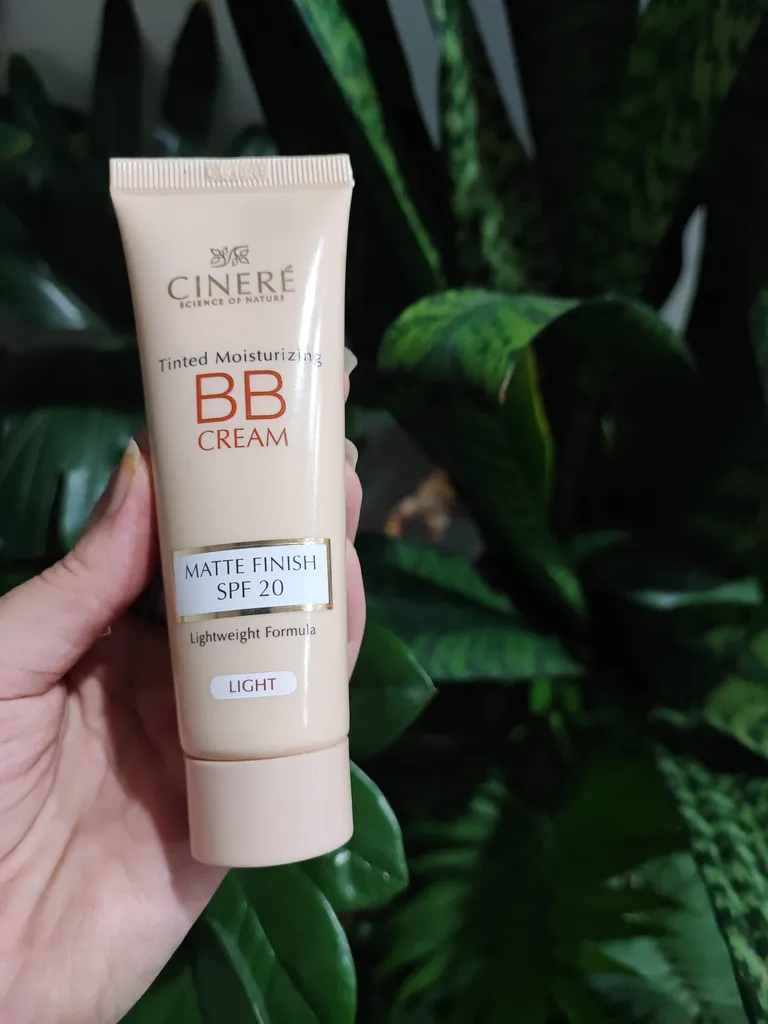 CINERÉ
SCIENCE OF NATURE
Tinted Moisturizing
BB
CREAM
MATTE FINISH
SPF 20
Lightweight Formula
LIGHT